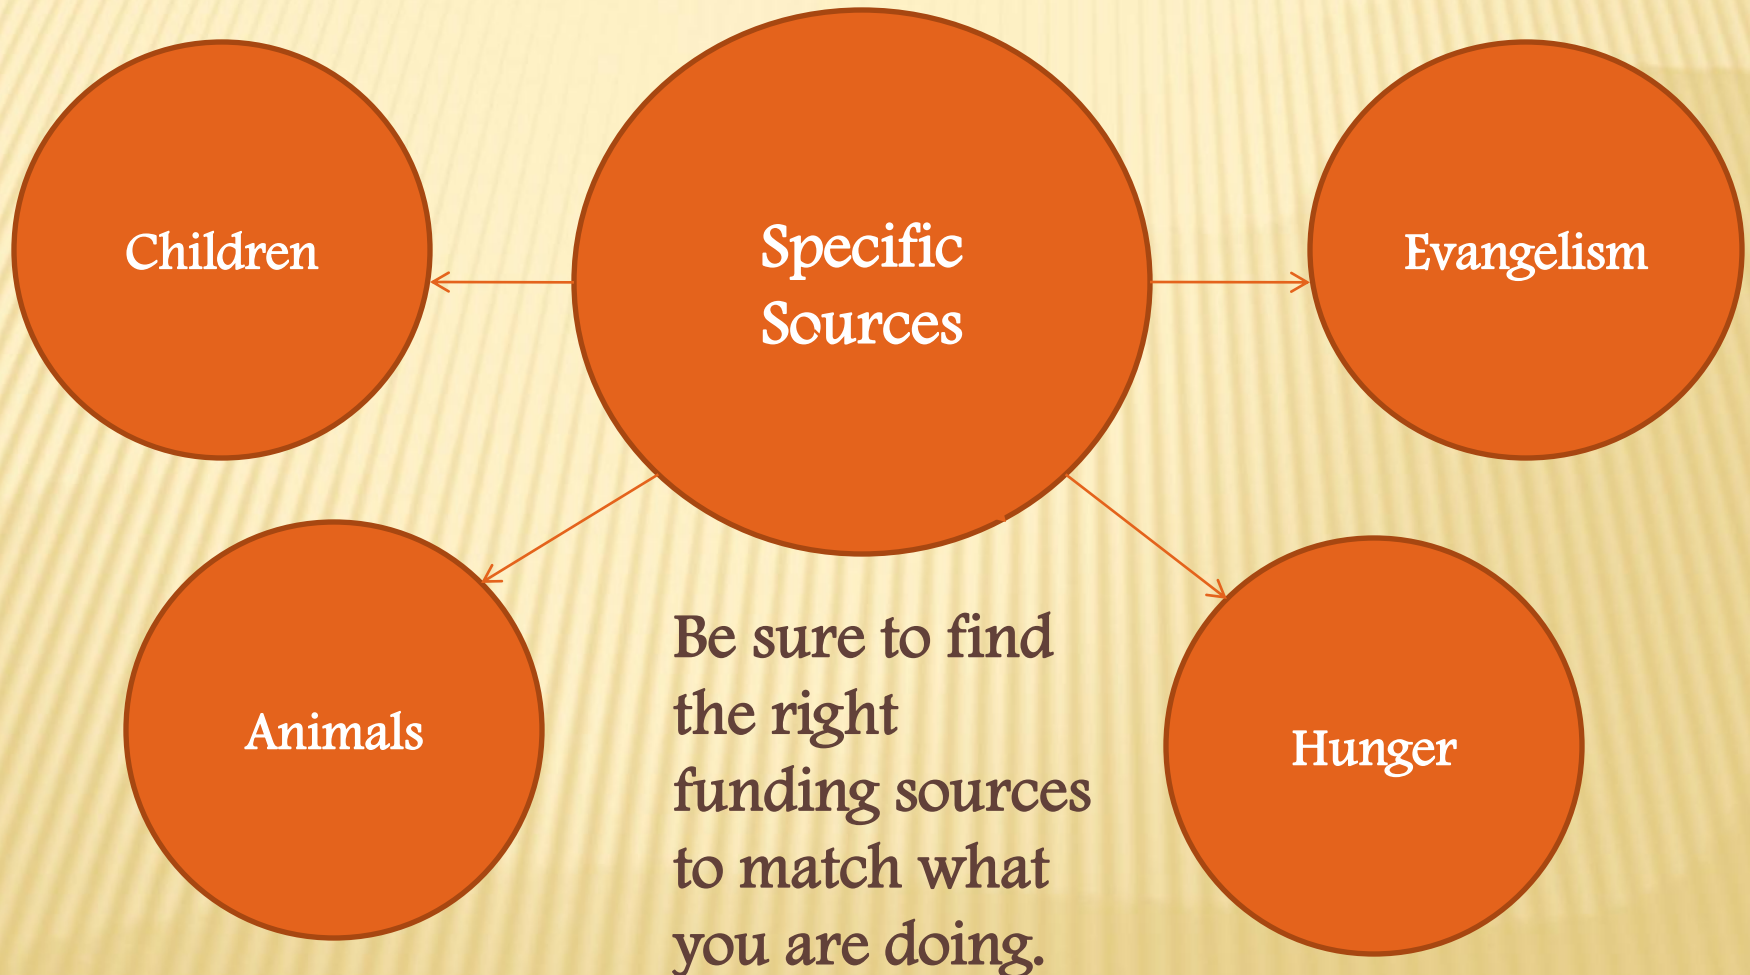 Children
Specific
Sources
Evangelism
Animals
Hunger
Be sure to find
the right
funding sources
to match what
you are doing.